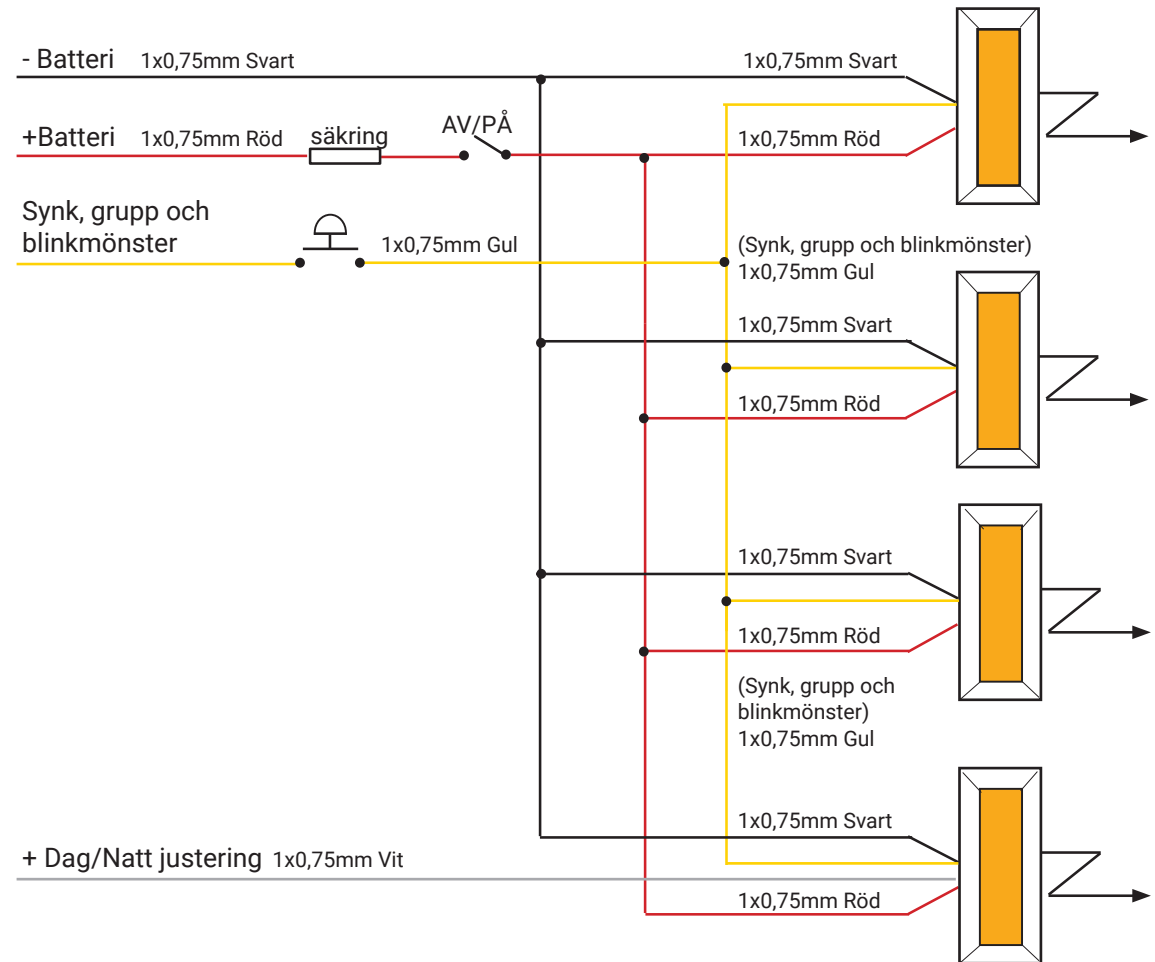 - Batteri 1x0,75mm Svart
1x0,75mm Svart
+Batteri 1x0,75mm Röd säkring AV/PÅ
1x0,75mm Röd
Synk, grupp och
blinkmönster
1x0,75mm Gul
(Synk, grupp och blinkmönster)
1x0,75mm Gul
1x0,75mm Svart
1x0,75mm Röd
1x0,75mm Svart
1x0,75mm Röd
(Synk, grupp och
blinkmönster)
1x0,75mm Gul
1x0,75mm Svart
+ Dag/Natt justering 1x0,75mm Vit
1x0,75mm Röd